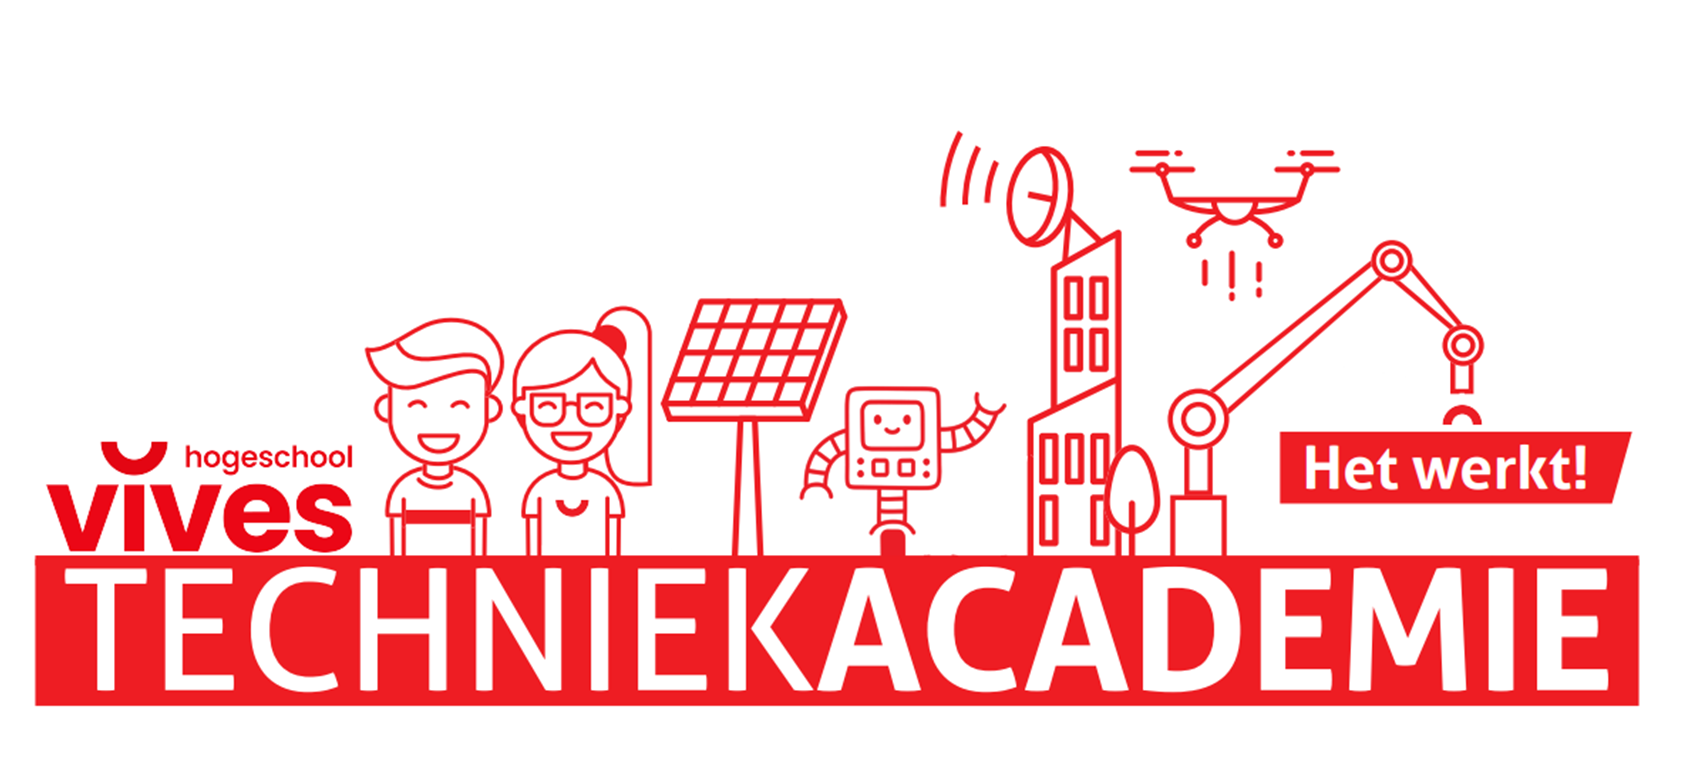 hogeschool
vives
Het werkt!
TECHNIEKACADEMIE